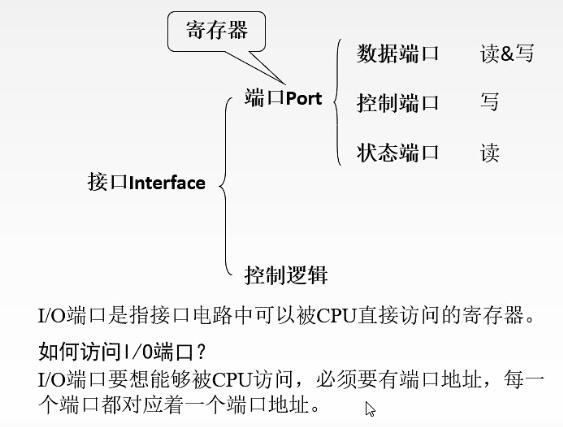 寄存器
数据端口 读&写
端口Port
控制端口 写
状态端口 读
接口Interface
控制逻辑
I/O端口是指接口电路中可以被CPU直接访问的寄存器。
如何访问I/O端口？
I/O端口要想能够被CPU访问，必须要有端口地址，每一
个端口都对应着一个端口地址。